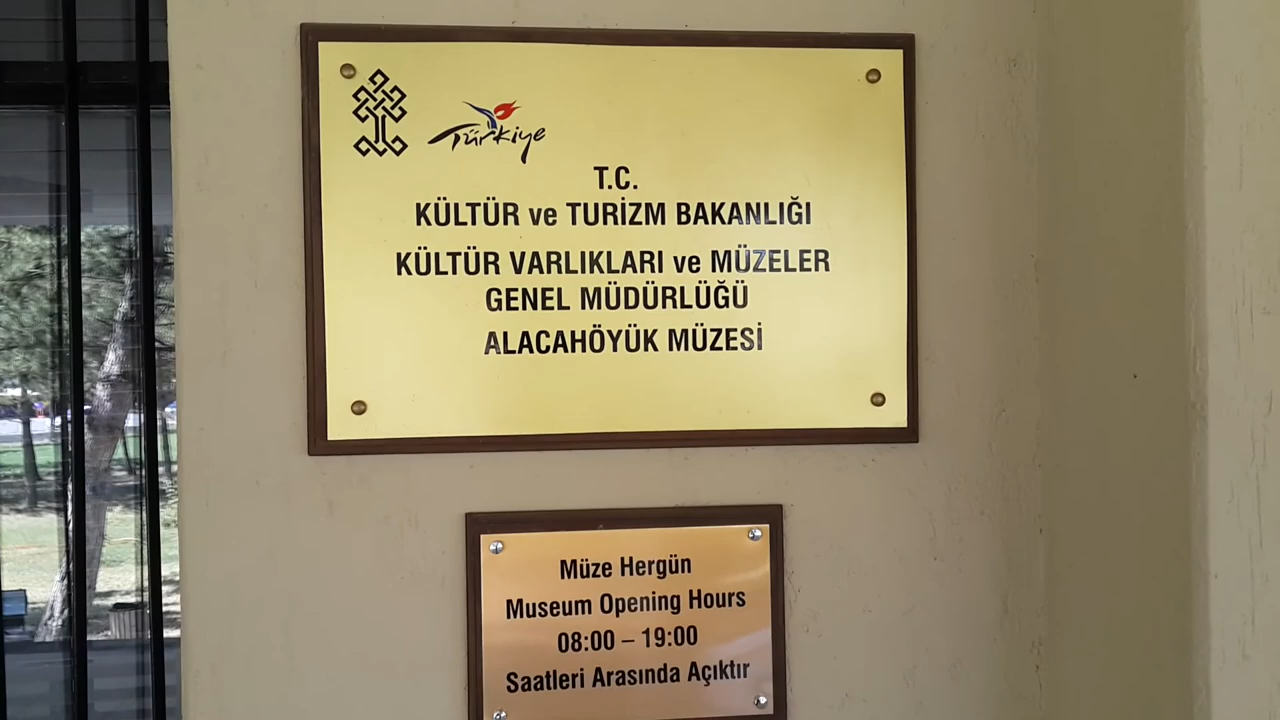 Türkiye
T.C.
KÜLTÜR ve TURİZM BAKANLIĞI
KÜLTÜR VARLIKLARI ve MÜZELER
GENEL MÜDÜRLÜĞÜ
ALACAHÖYÜK MÜZESİ
Müze Hergün
Museum Opening Hours
08:00 – 19:00
Saatleri Arasında Açıktır